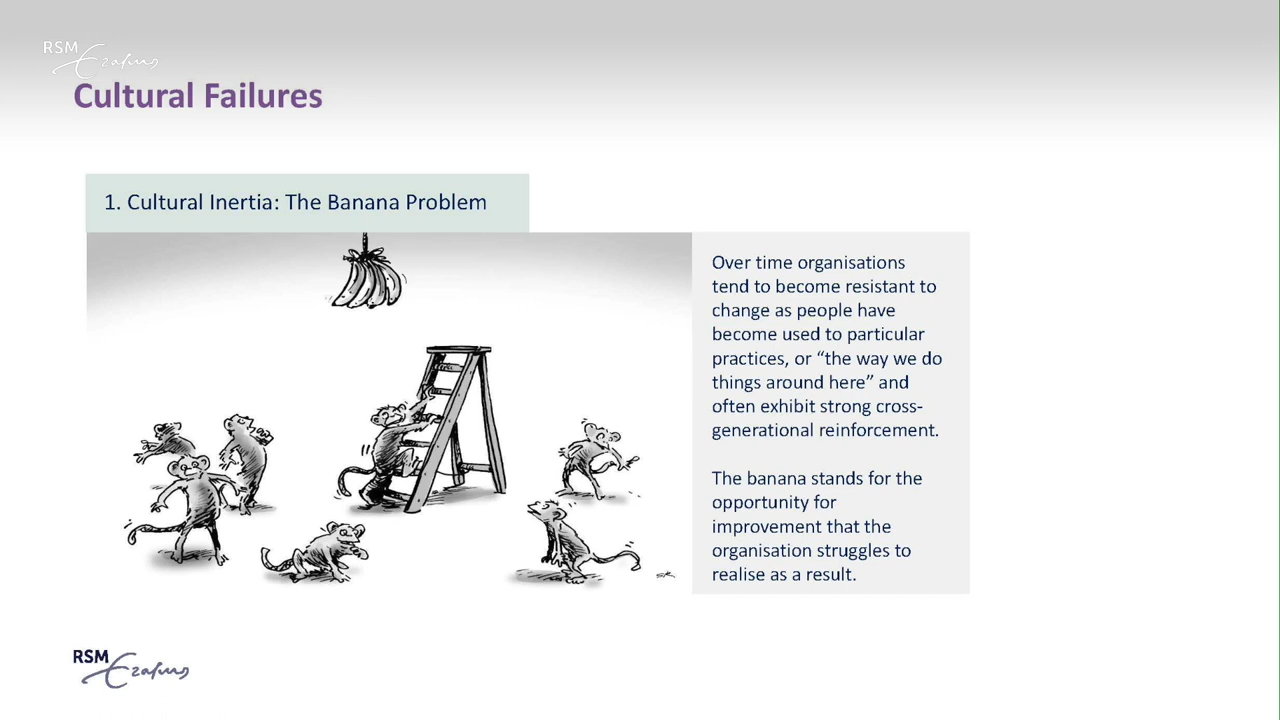 RSM
Erasmus
Cultural Failures
1. Cultural Inertia: The Banana Problem
Over time organisations
tend to become resistant to
change as people have
become used to particular
practices, or “the way we do
things around here” and
often exhibit strong cross-
generational reinforcement.
The banana stands for the
opportunity for
improvement that the
organisation struggles to
realise as a result.
RSM
Erasmus